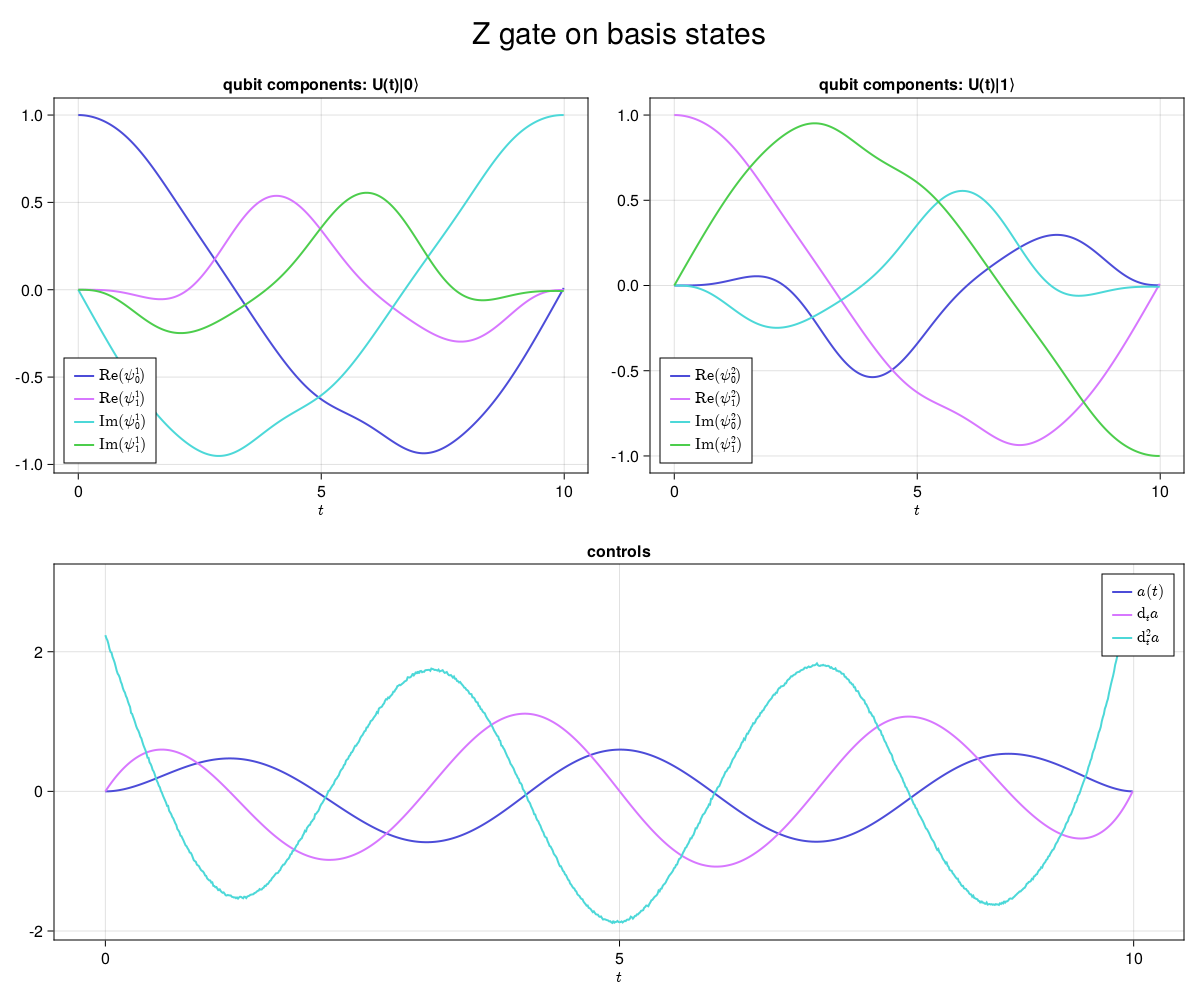 Z gate on basis states
qubit components: U(t)|0⟩
1.0
0.5
0.0
-0.5
-1.0
Re(ψ₀¹)
Re(ψ₁¹)
Im(ψ₀¹)
Im(ψ₁¹)
0 5 10
t
qubit components: U(t)|1⟩
1.0
0.5
0.0
-0.5
-1.0
Re(ψ₀²)
Re(ψ₁²)
Im(ψ₀²)
Im(ψ₁²)
0 5 10
t
controls
2
0
-2
a(t)
dₜa
dₜ²a
0 5 10
t